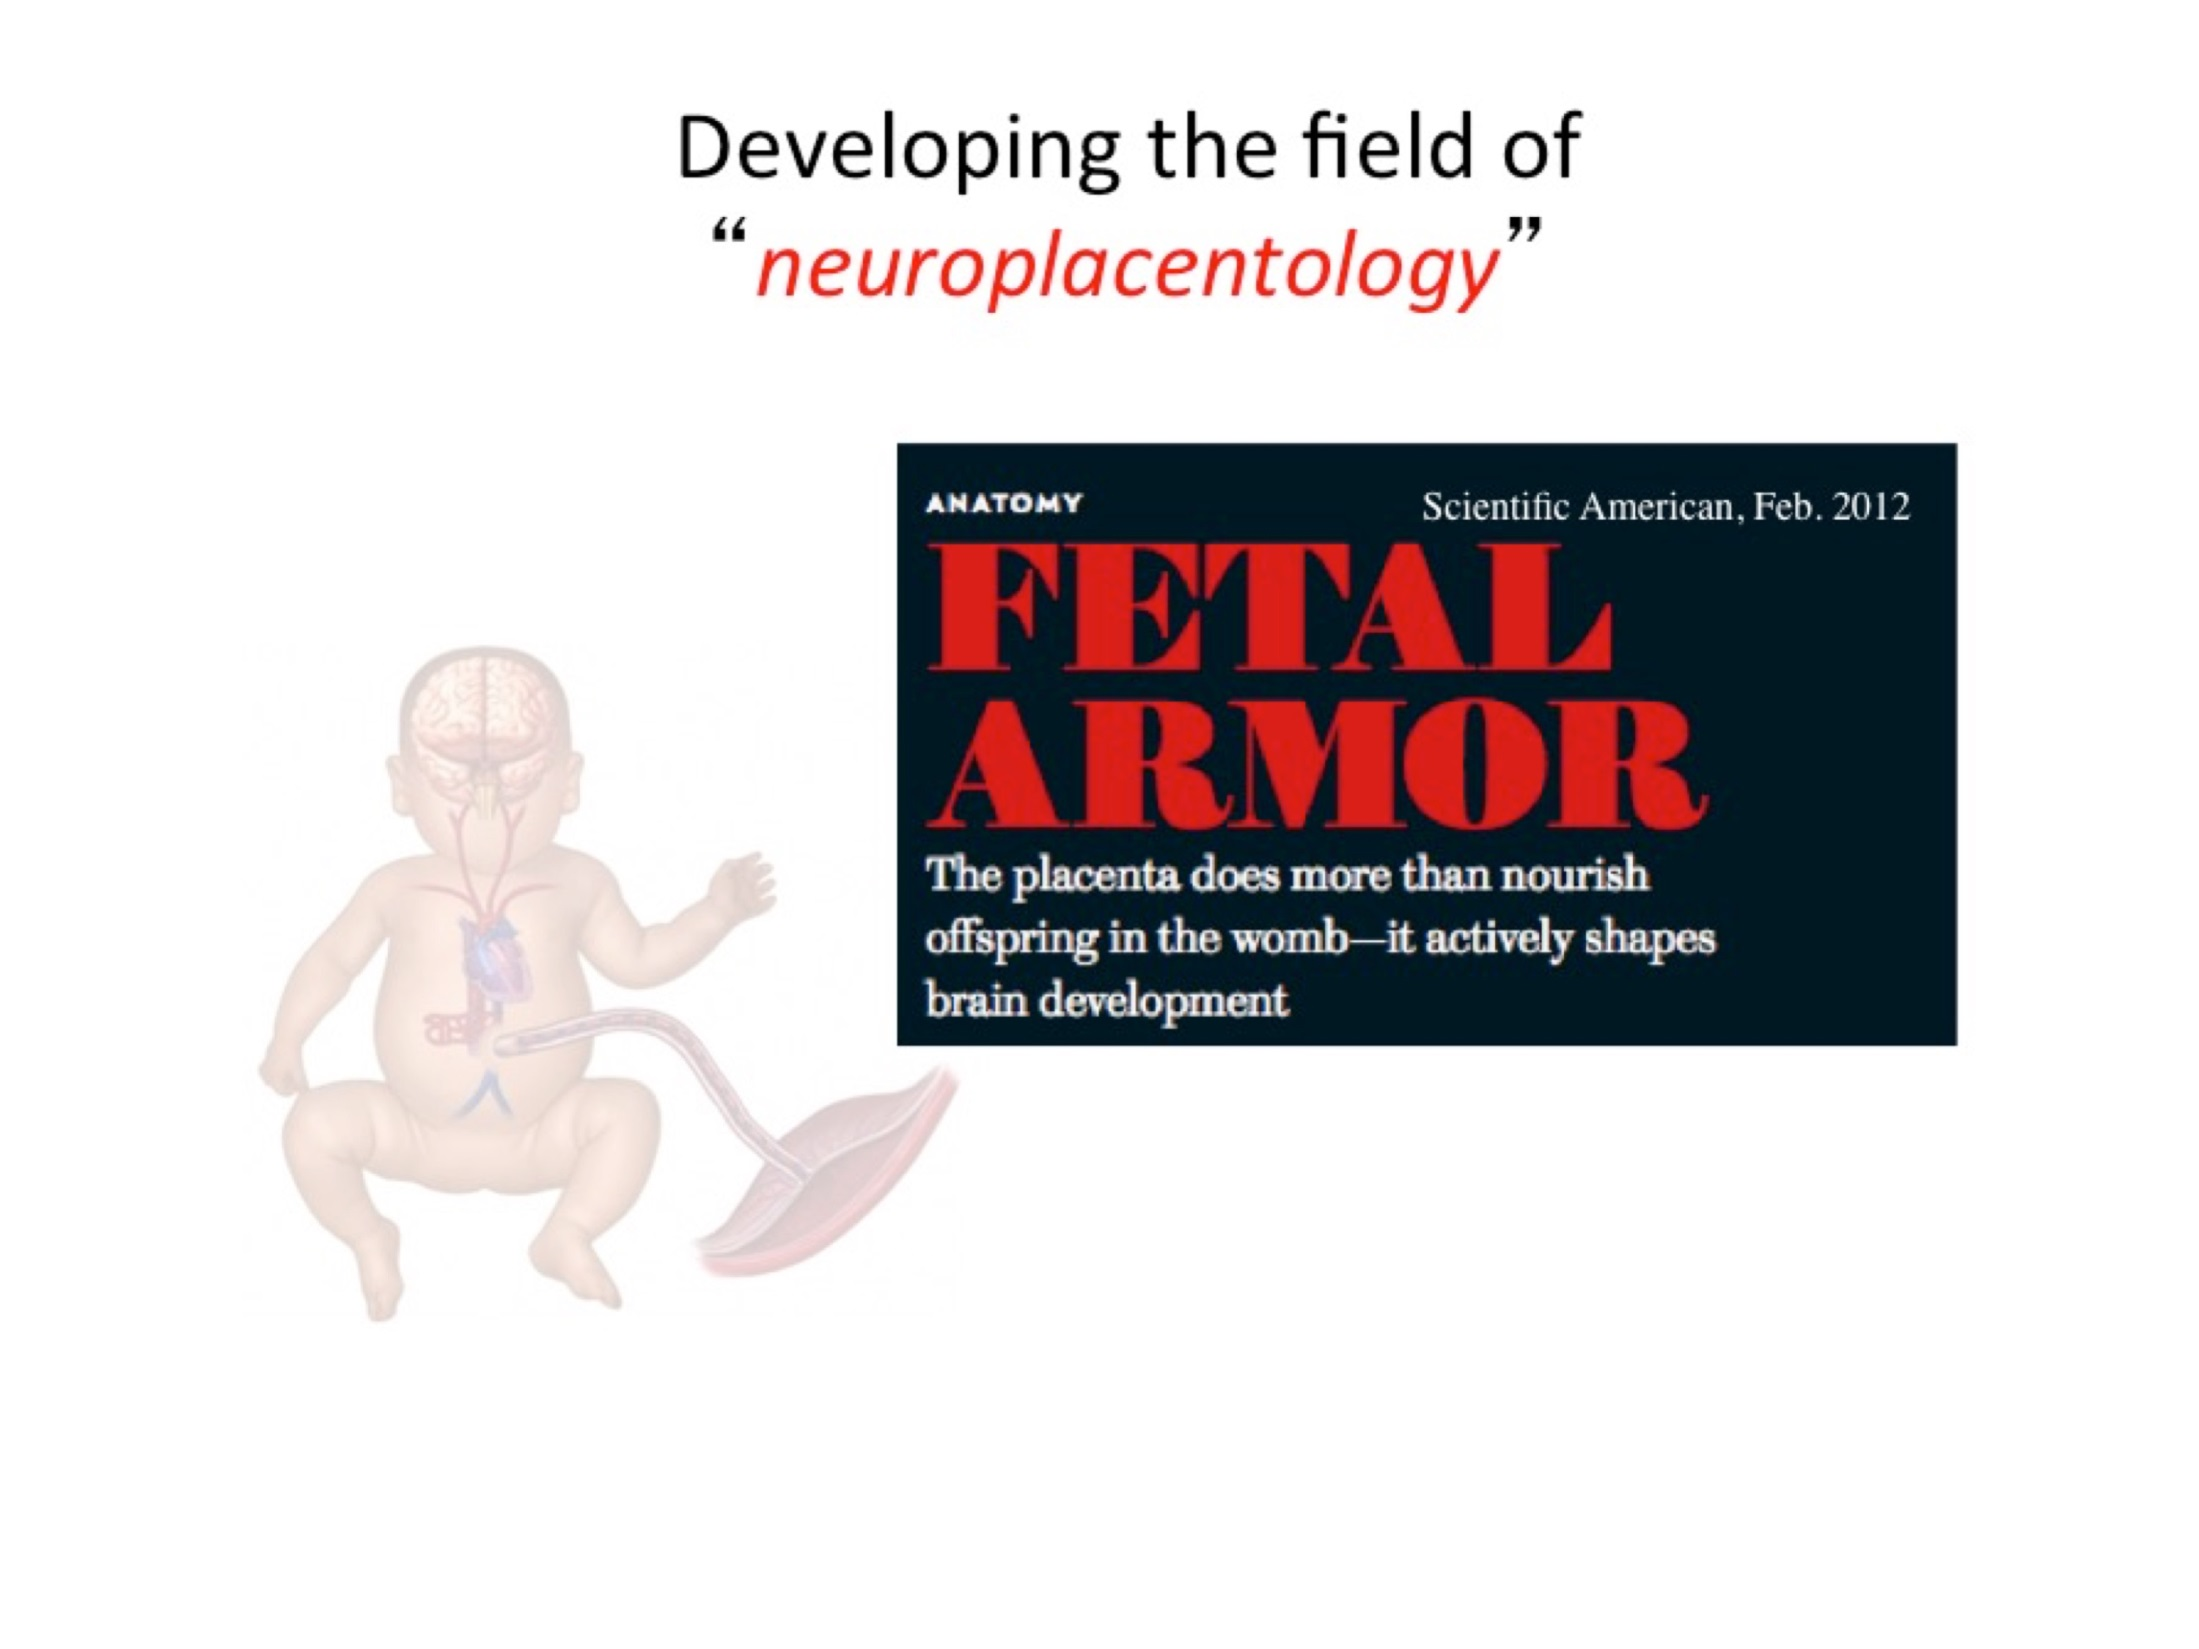 Developing the field of
“neuroplacentology”
ANATOMY
Scientific American, Feb. 2012
FETAL
ARMOR
The placenta does more than nourish
offspring in the womb—it actively shapes
brain development